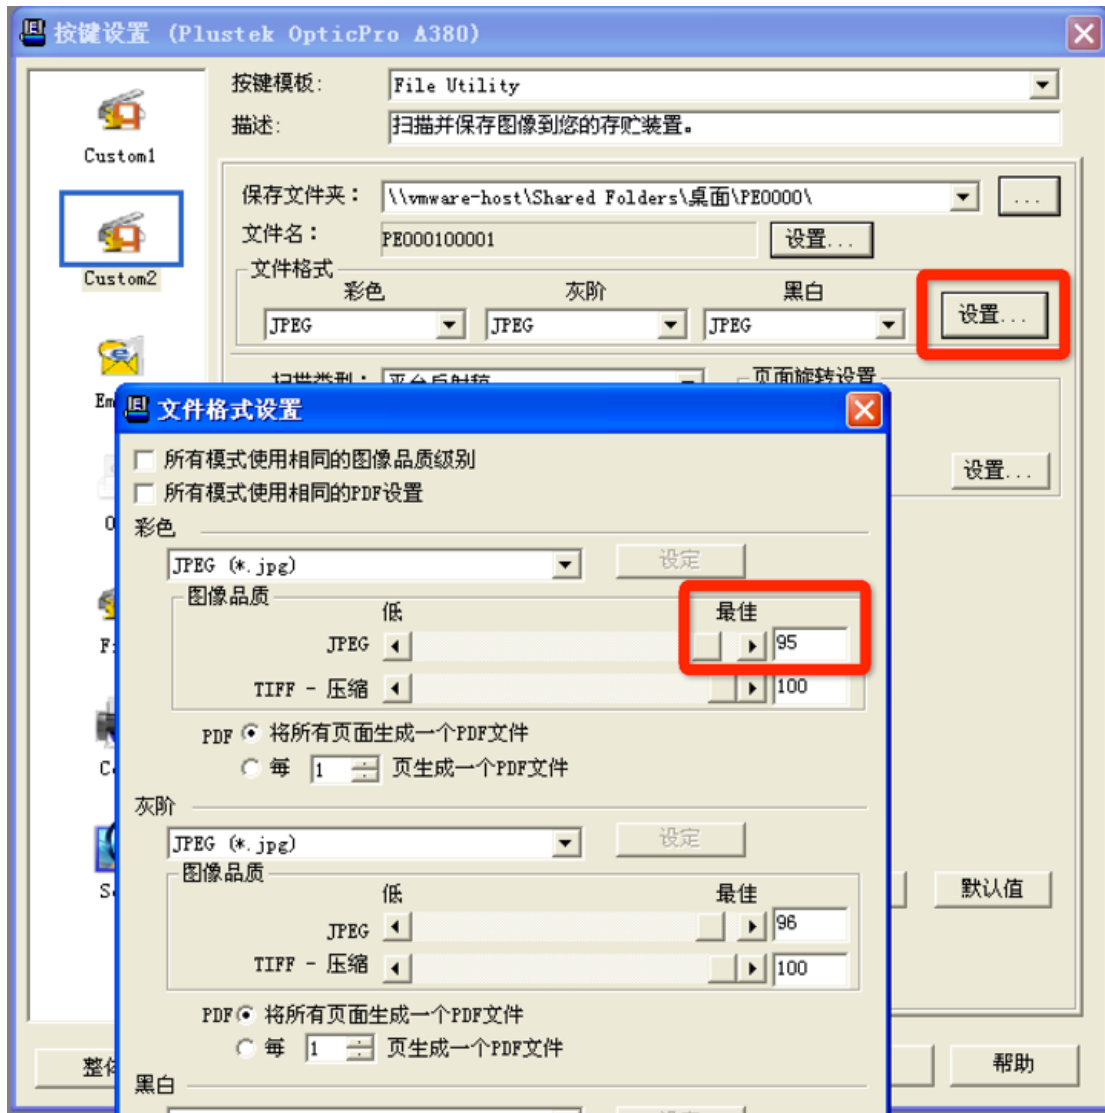 按键设置 (Plustek OpticPro A380)
按键模板: File Utility
描述: 扫描并保存图像到您的存贮装置。
Custom1
Custom2
保存文件夹: \\vmware-host\Shared Folders\桌面\PE0000\ ...
文件名: PE000100001 设置...
文件格式
彩色 灰阶 黑白
JPEG JPEG JPEG 设置...
扫描类型: 平台反射稿 页面旋转设置
设置...
文件格式设置
所有模式使用相同的图像品质级别
所有模式使用相同的PDF设置
彩色
JPEG (*.jpg) 设定
图像品质
低 最佳
JPEG 95
TIFF - 压缩 100
PDF 将所有页面生成一个PDF文件
每 1 页生成一个PDF文件
灰阶
JPEG (*.jpg) 设定
图像品质
低 最佳
JPEG 96
TIFF - 压缩 100
PDF 将所有页面生成一个PDF文件
每 1 页生成一个PDF文件
黑白
默认值
帮助